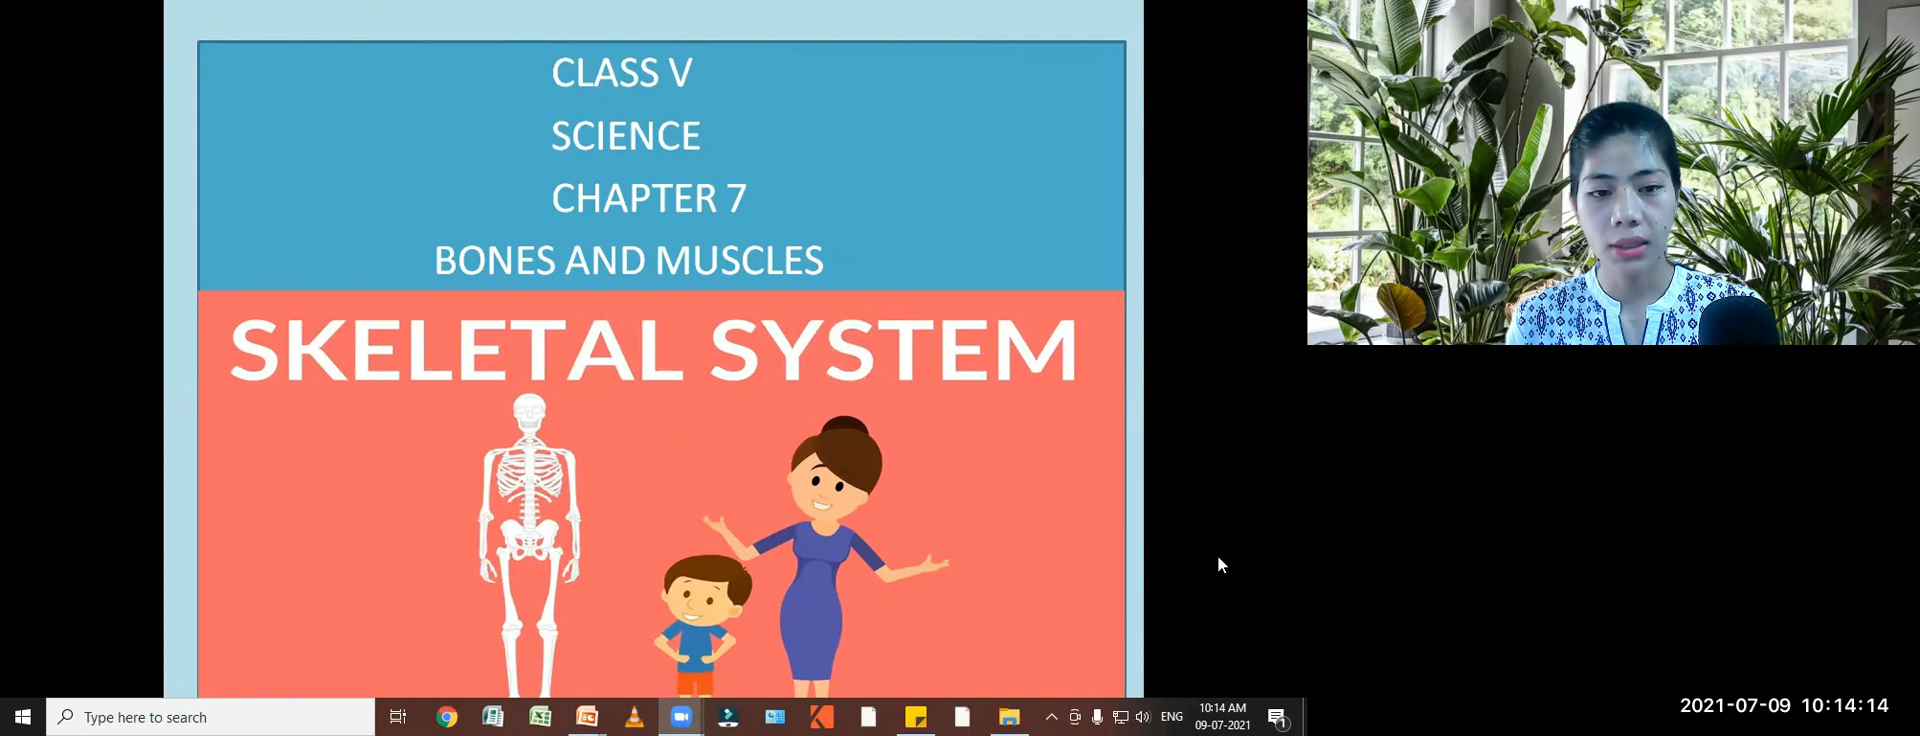 CLASS V
SCIENCE
CHAPTER 7
BONES AND MUSCLES
SKELETAL SYSTEM
Type here to search
ENG
10:14 AM
09-07-2021
1
2021-07-09 10:14:14